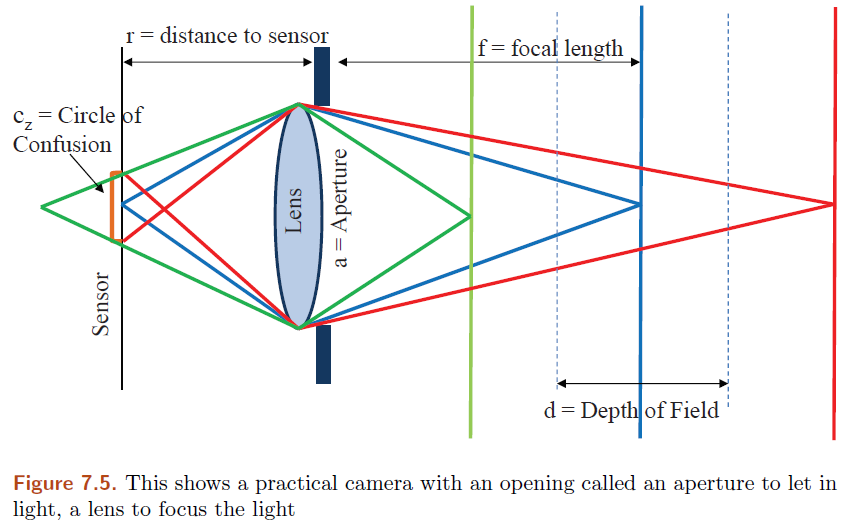 r = distance to sensor
f = focal length
c_z = Circle of
Confusion
Lens
a = Aperture
Sensor
d = Depth of Field
Figure 7.5. This shows a practical camera with an opening called an aperture to let in
light, a lens to focus the light